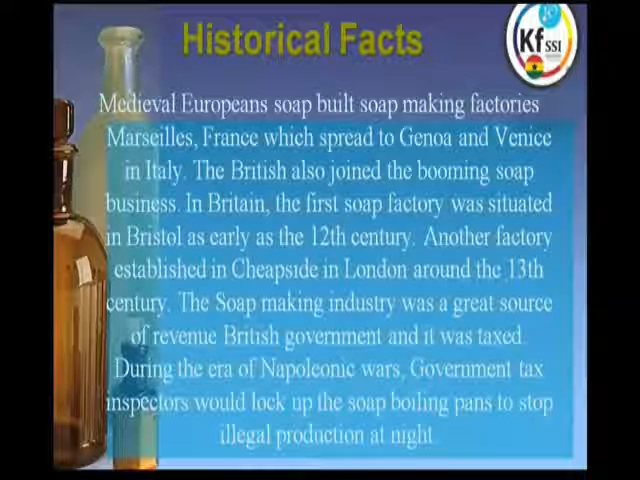 Historical Facts
Kf SSI
Medieval Europeans soap built soap making factories
Marseilles, France which spread to Genoa and Venice
in Italy. The British also joined the booming soap
business. In Britain, the first soap factory was situated
in Bristol as early as the 12th century. Another factory
established in Cheapside in London around the 13th
century. The Soap making industry was a great source
of revenue British government and it was taxed.
During the era of Napoleonic wars, Government tax
inspectors would lock up the soap boiling pans to stop
illegal production at night